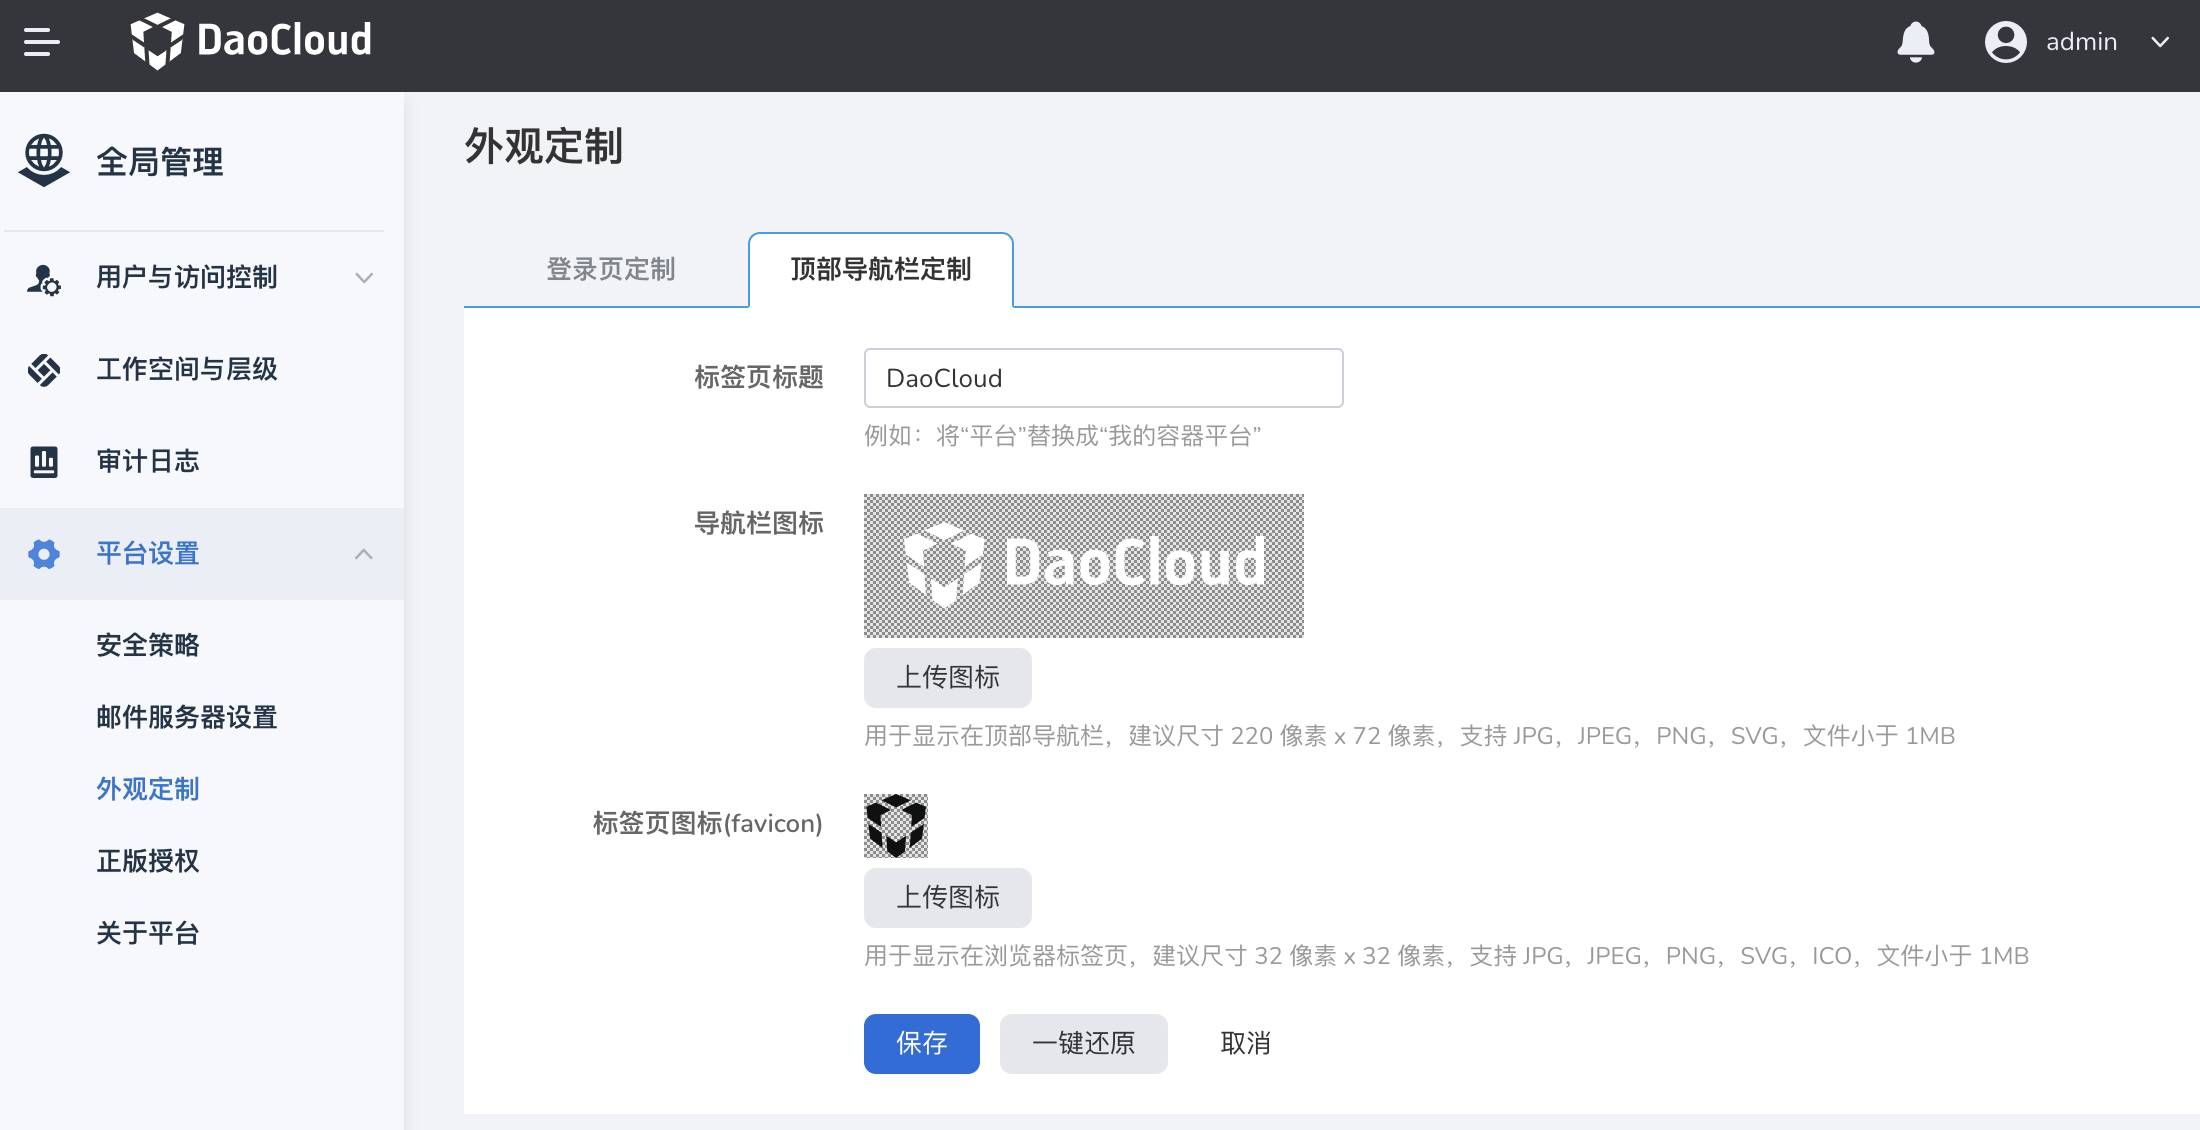 DaoCloud
admin
全局管理
用户与访问控制
工作空间与层级
审计日志
平台设置
安全策略
邮件服务器设置
外观定制
正版授权
关于平台
外观定制
登录页定制
顶部导航栏定制
标签页标题
DaoCloud
例如：将“平台”替换成“我的容器平台”
导航栏图标
DaoCloud
上传图标
用于显示在顶部导航栏，建议尺寸 220 像素 x 72 像素，支持 JPG，JPEG，PNG，SVG，文件小于 1MB
标签页图标(favicon)
上传图标
用于显示在浏览器标签页，建议尺寸 32 像素 x 32 像素，支持 JPG，JPEG，PNG，SVG，ICO，文件小于 1MB
保存
一键还原
取消